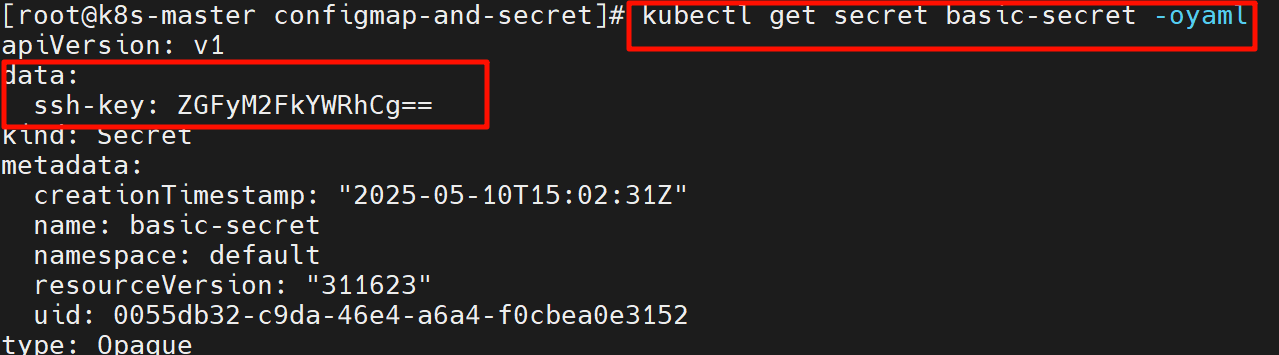 [root@k8s-master configmap-and-secret]# kubectl get secret basic-secret -oyaml
apiVersion: v1
data:
  ssh-key: ZGFyM2FkYWRhCg==
kind: Secret
metadata:
  creationTimestamp: "2025-05-10T15:02:31Z"
  name: basic-secret
  namespace: default
  resourceVersion: "311623"
  uid: 0055db32-c9da-46e4-a6a4-f0cbea0e3152
type: Opaque